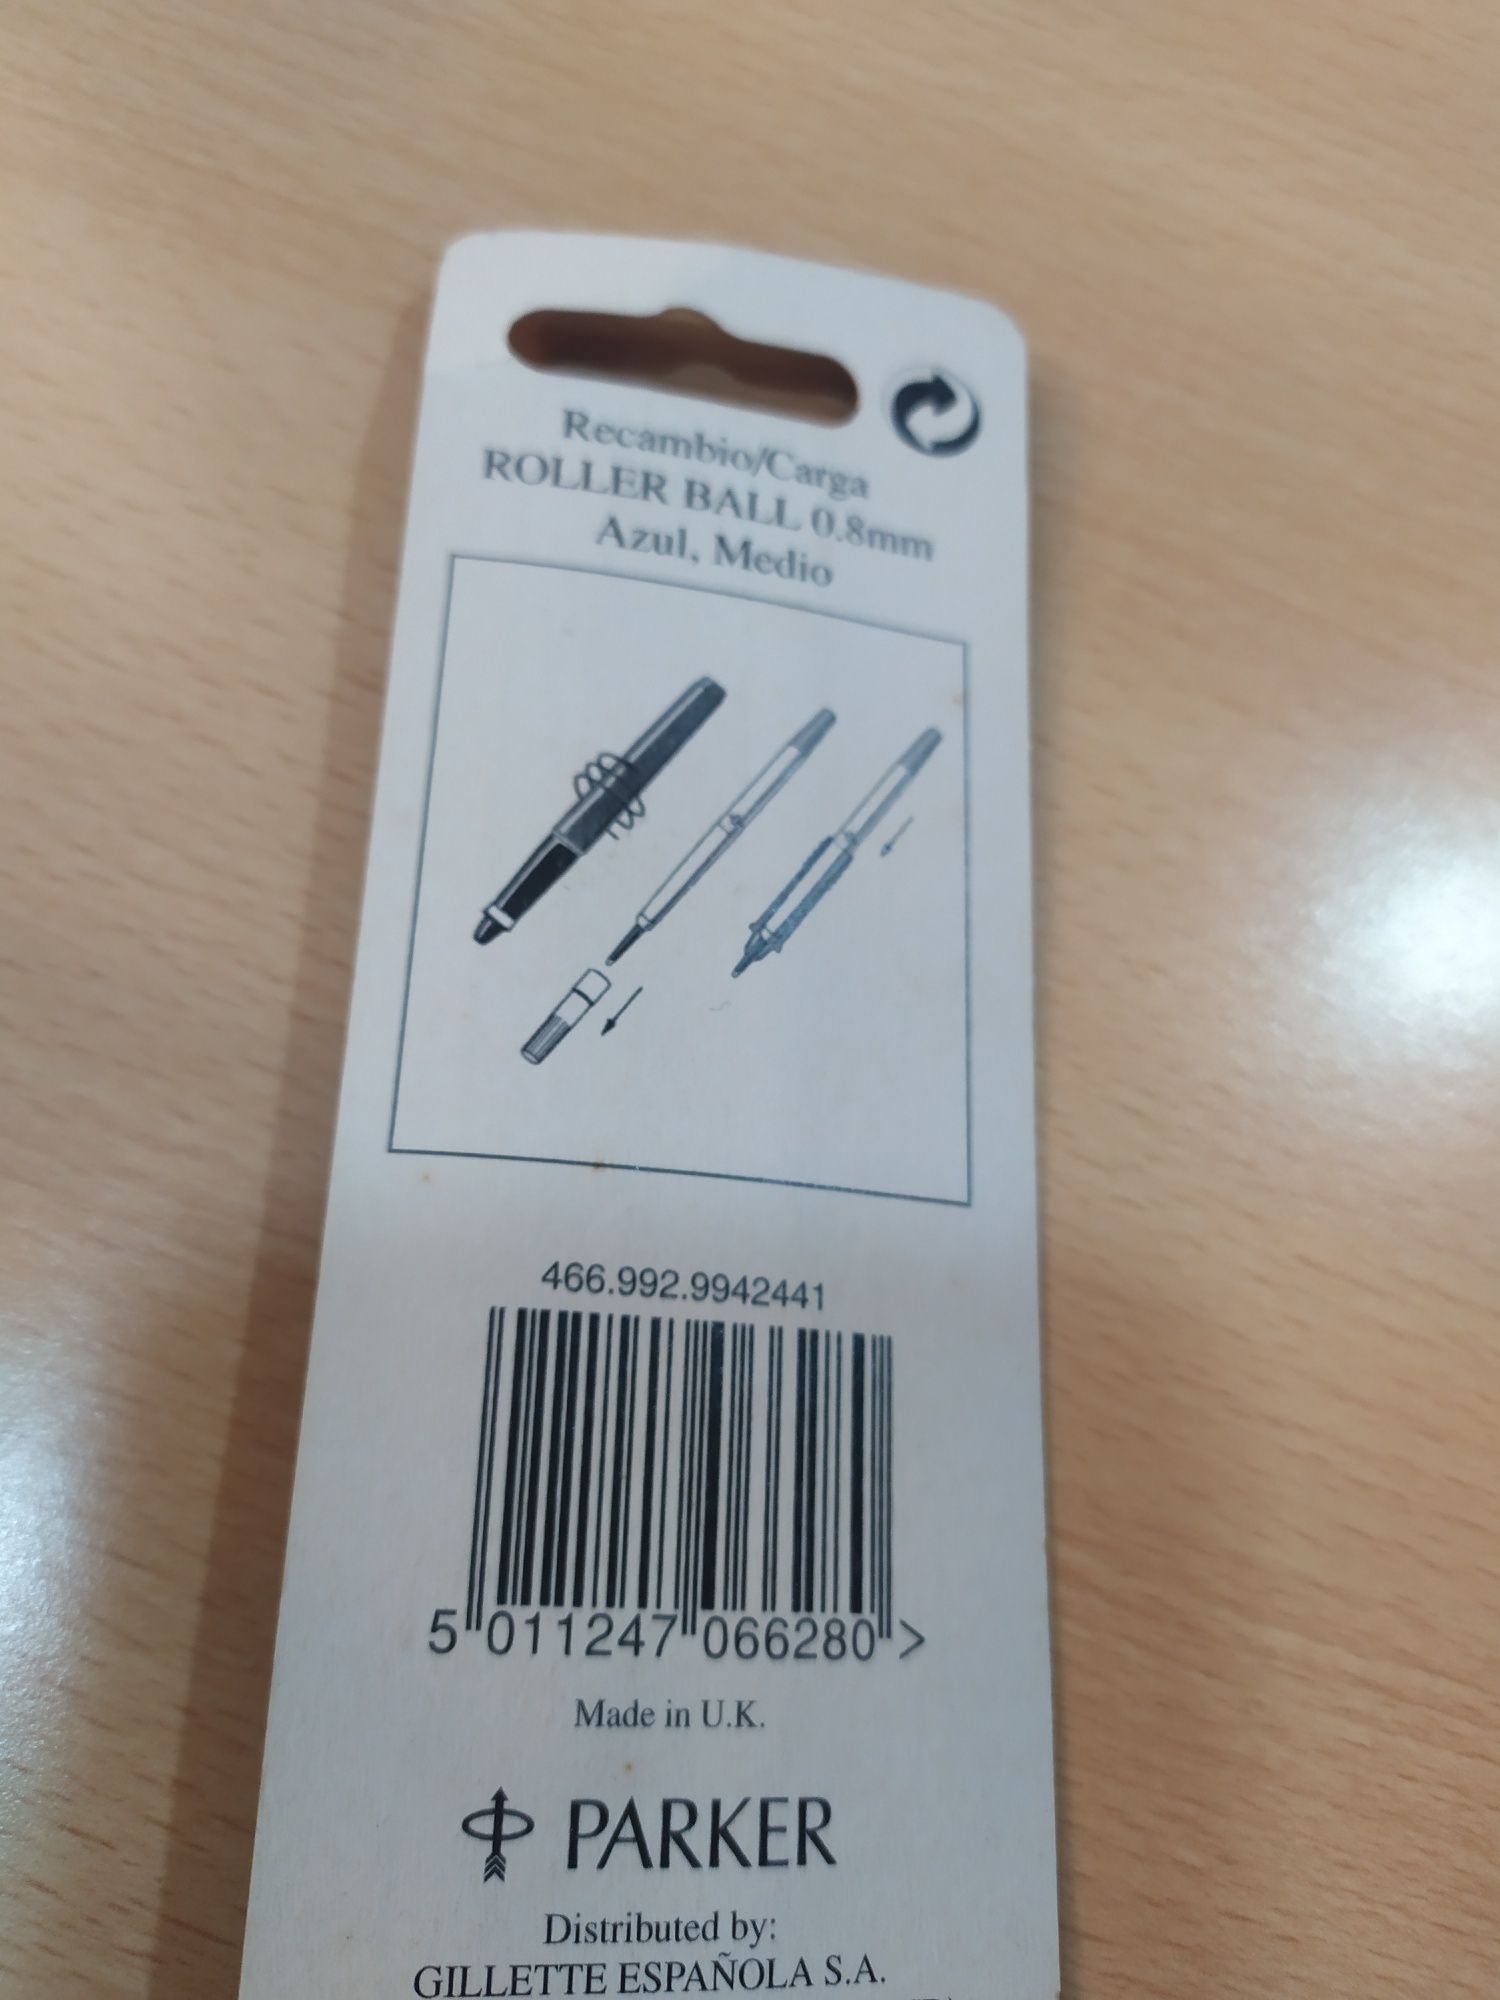 Recambio/Carga
ROLLER BALL 0.8mm
Azul, Medio
466.992.9942441
5 011247 066280 >
Made in U.K.
PARKER
Distributed by:
GILLETTE ESPAÑOLA S.A.